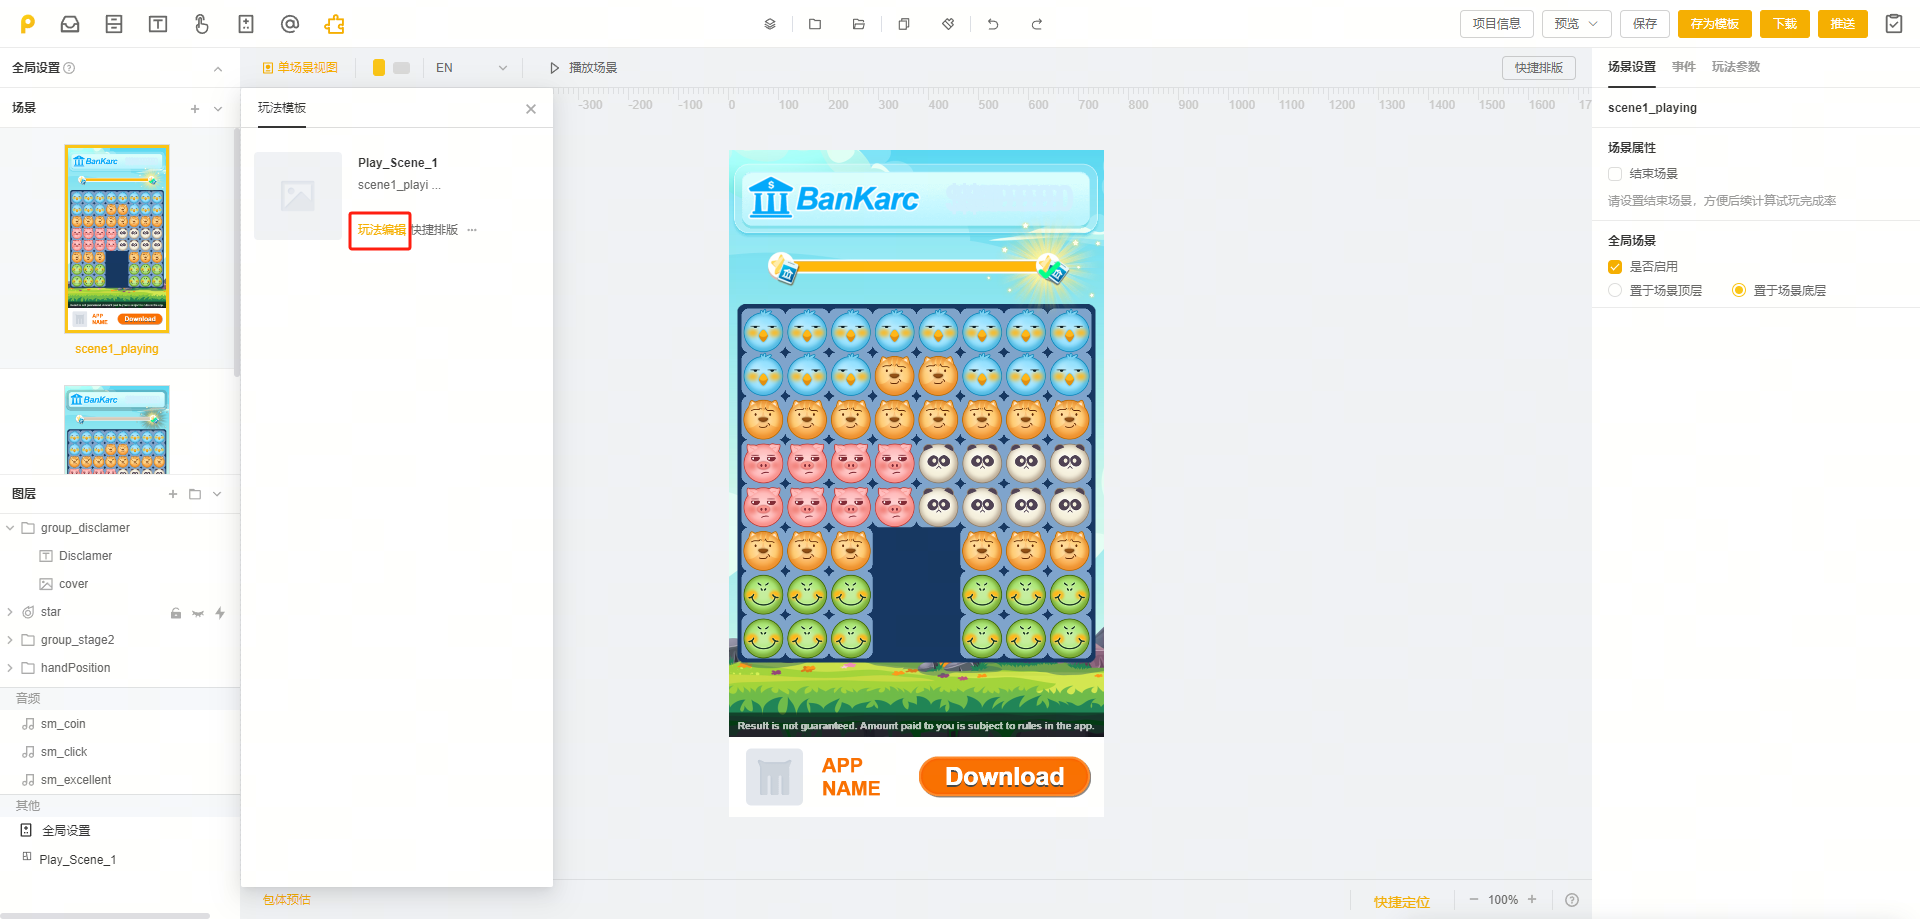 项目信息
预览
保存
存为模板
下载
推送
全局设置
单场景视图
EN
播放场景
快捷排版
场景设置
事件
玩法参数
场景
玩法模板
-300 -200 -100 0 100 200 300 400 500 600 700 800 900 1000 1100 1200 1300 1400 1500 1600 17
scene1_playing
BanKarc
Play_Scene_1
scene1_playi ...
玩法编辑
快捷排版
···
场景属性
结束场景
请设置结束场景，方便后续计算试玩完成率
全局场景
是否启用
置于场景顶层
置于场景底层
BanKarc
APP
NAME
Download
scene1_playing
BanKarc
图层
group_disclamer
Disclamer
cover
star
group_stage2
handPosition
音频
sm_coin
sm_click
sm_excellent
其他
全局设置
Play_Scene_1
Result is not guaranteed. Amount paid to you is subject to rules in the app.
APP
NAME
Download
包体预估
快捷定位
100%